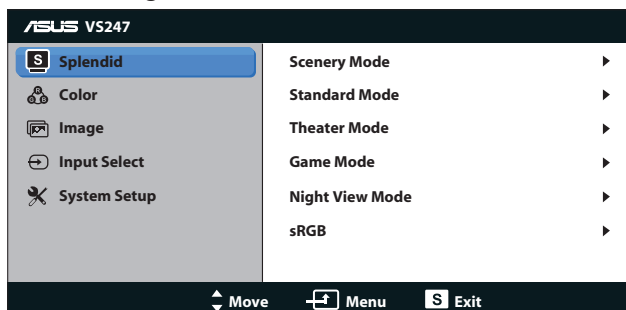 ASUS VS247
S Splendid
Color
Image
Input Select
System Setup
Scenery Mode
Standard Mode
Theater Mode
Game Mode
Night View Mode
sRGB
Move Menu S Exit